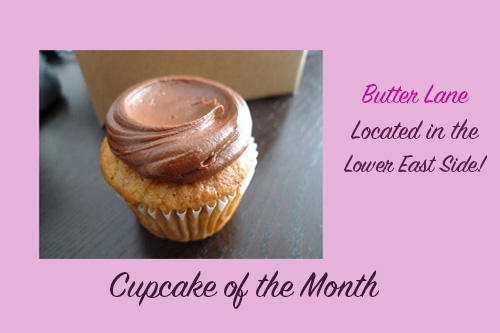 Butter Lane
Located in the
Lower East Side!
Cupcake of the Month